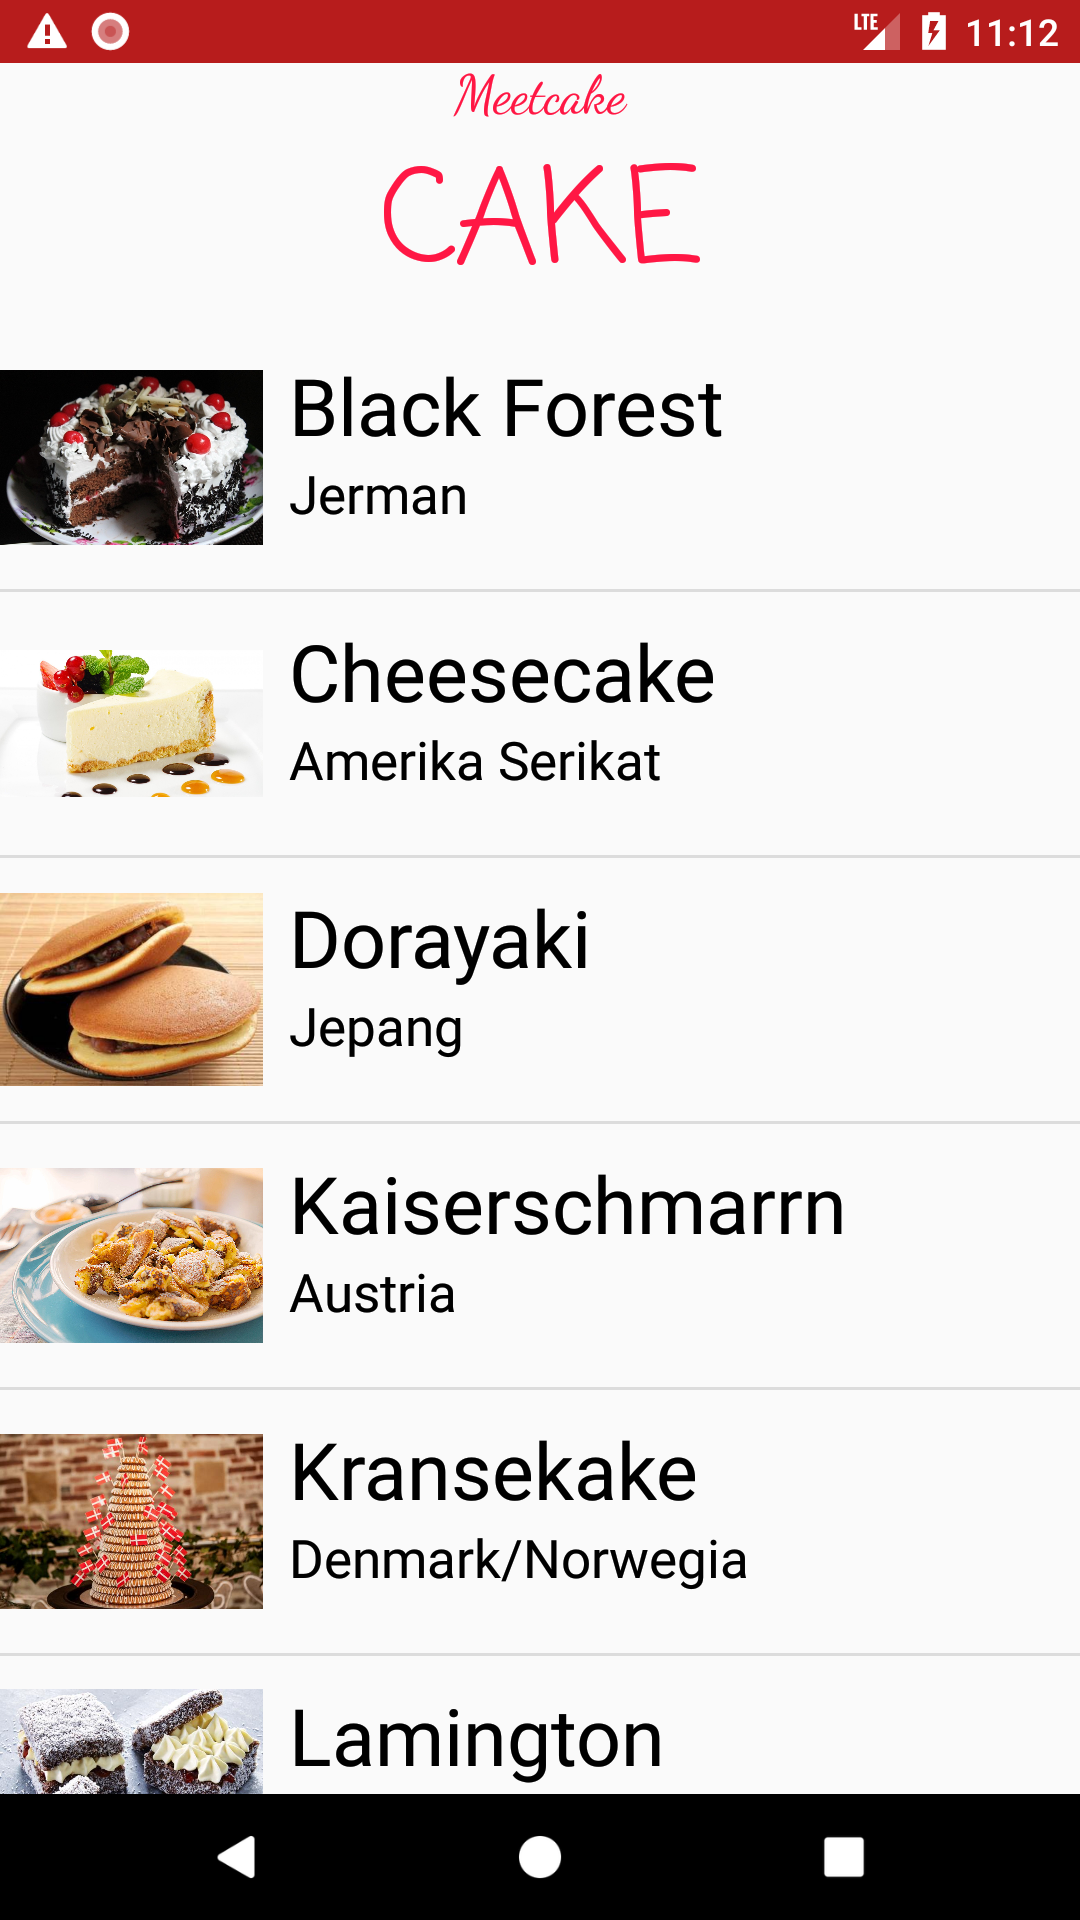 LTE 11:12
Meetcake
CAKE
Black Forest
Jerman
Cheesecake
Amerika Serikat
Dorayaki
Jepang
Kaiserschmarrn
Austria
Kransekake
Denmark/Norwegia
Lamington